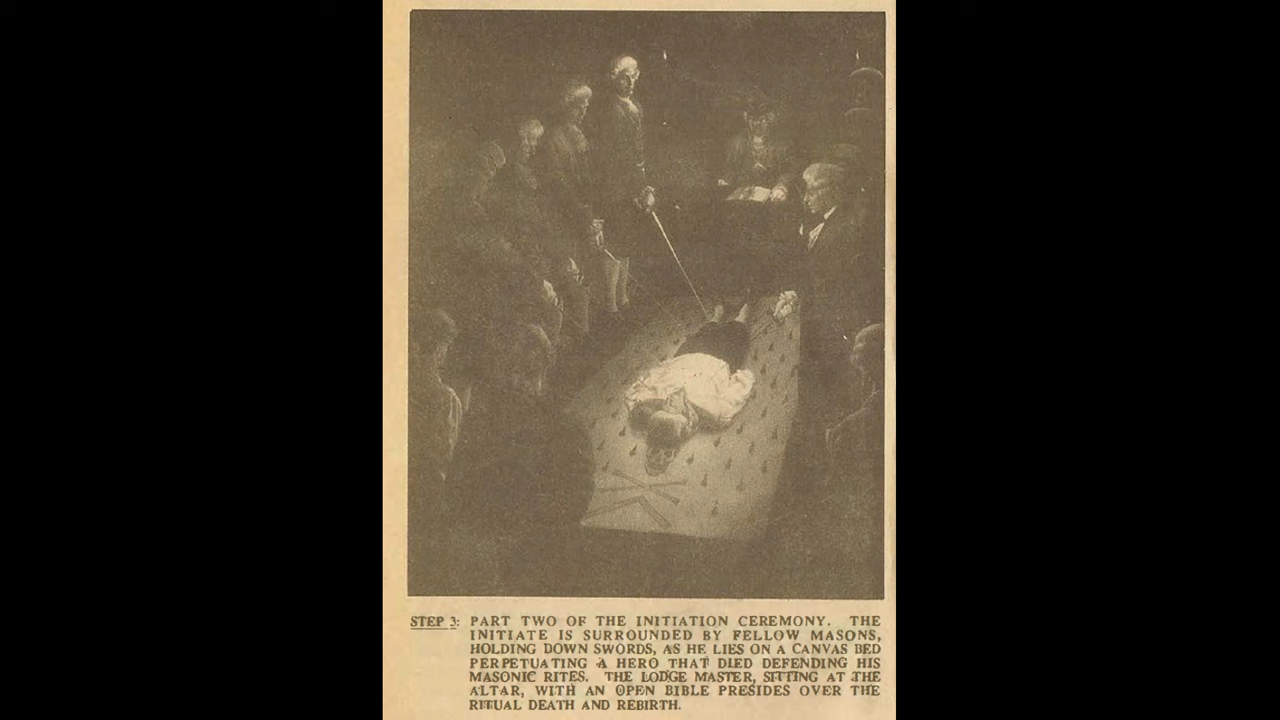 STEP 3: PART TWO OF THE INITIATION CEREMONY. THE
INITIATE IS SURROUNDED BY FELLOW MASONS,
HOLDING DOWN SWORDS, AS HE LIES ON A CANVAS BED
PERPETUATING A HERO THAT DIED DEFENDING HIS
MASONIC RITES. THE LODGE MASTER, SITTING AT THE
ALTAR, WITH AN OPEN BIBLE PRESIDES OVER THE
RITUAL DEATH AND REBIRTH.